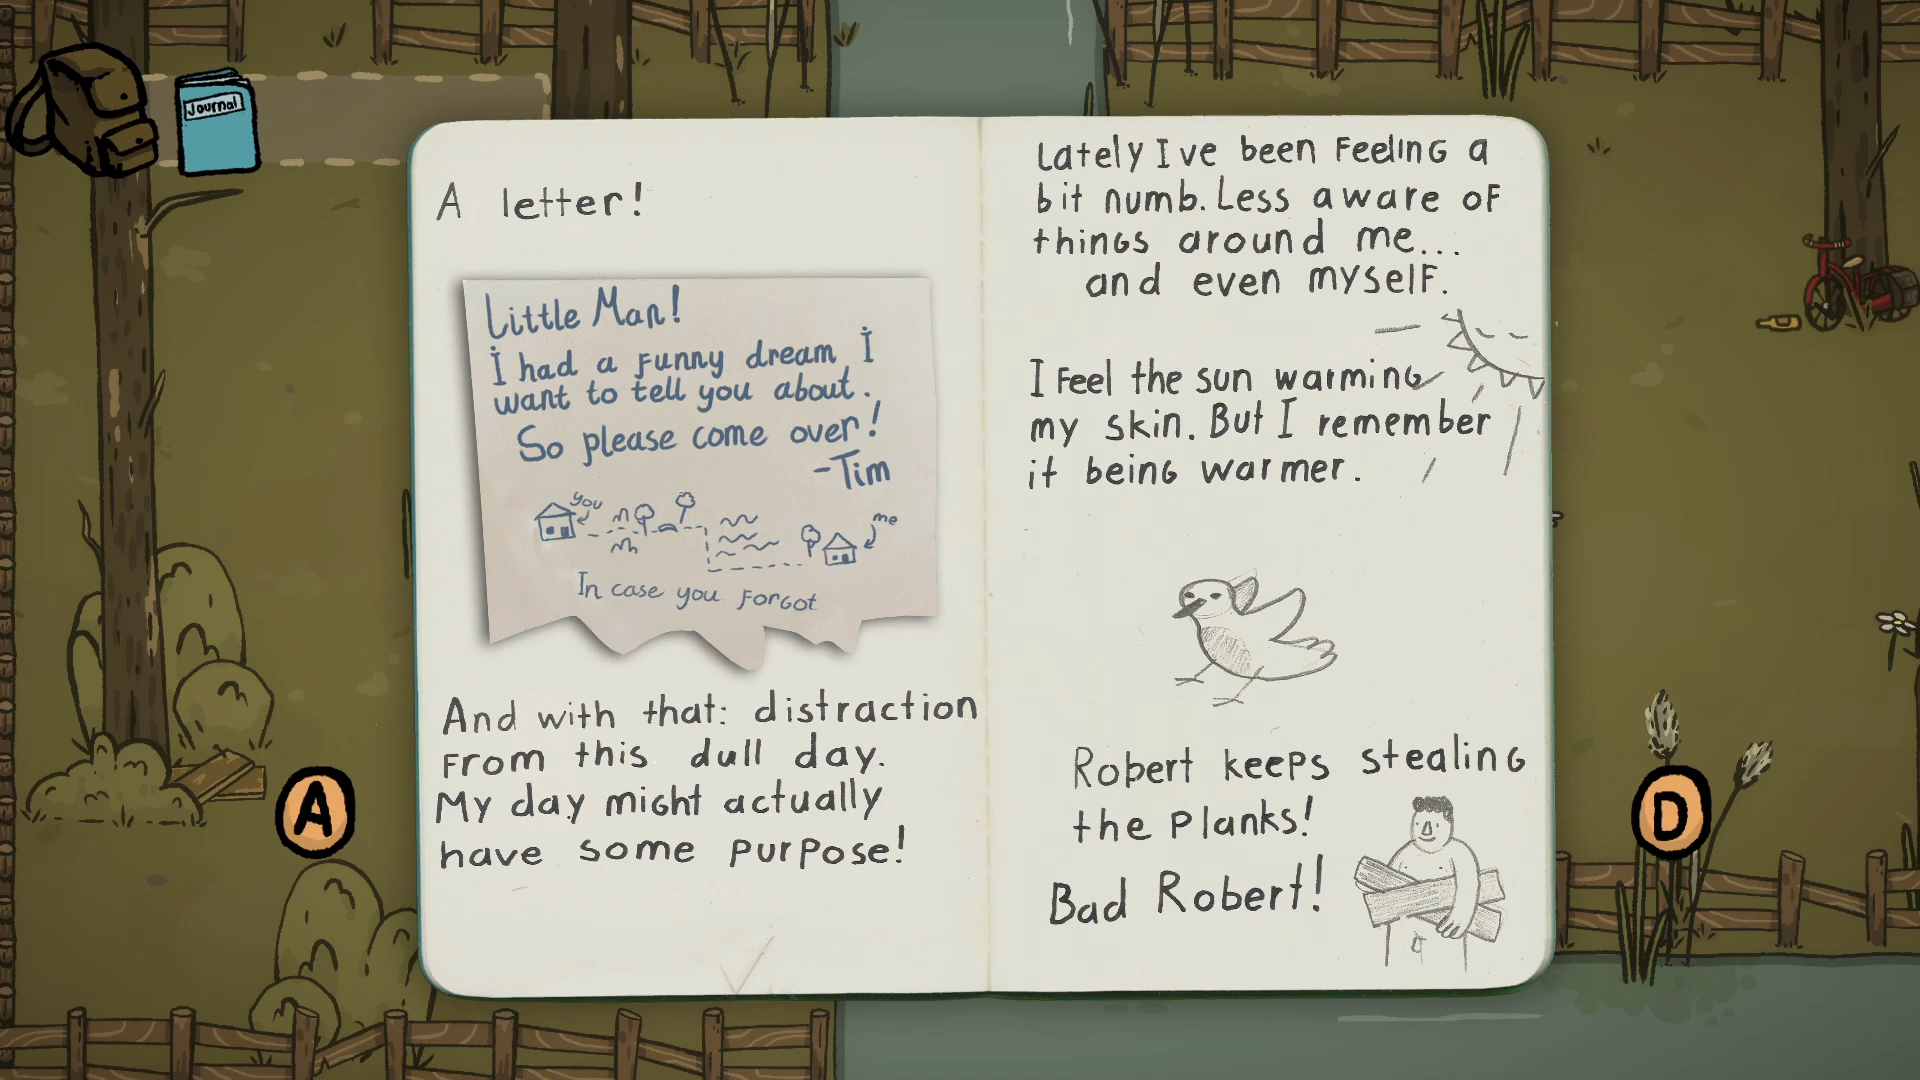 Journal
A letter!
Little Man!
I had a funny dream I
want to tell you about.
So please come over!
-Tim
you
me
In case you forgot
And with that: distraction
from this dull day.
My day might actually
have some purpose!
Lately I've been feeling a
bit numb. Less aware of
things around me...
and even myself.
I feel the sun warming
my skin. But I remember
it being warmer.
Robert keeps stealing
the planks!
Bad Robert!
A
D